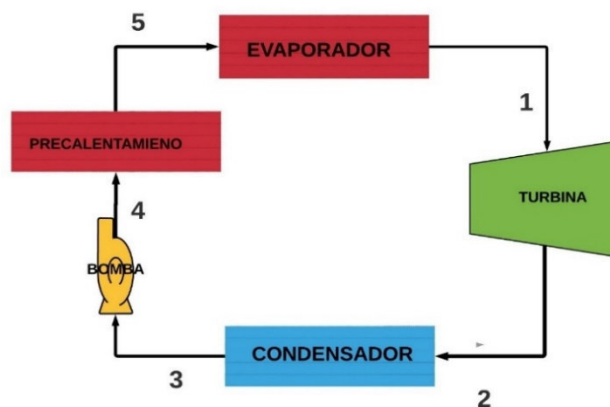 5
EVAPORADOR
1
PRECALENTAMIENO
TURBINA
4
BOMBA
CONDENSADOR
3
2